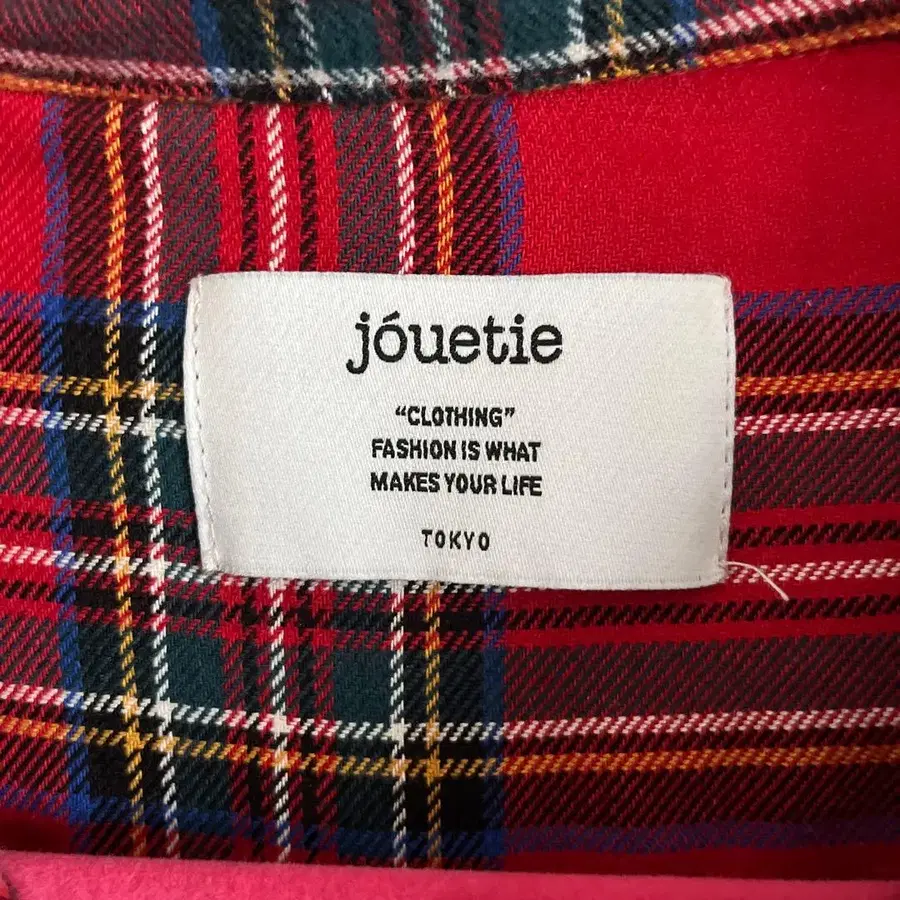 jóuetie
“CLOTHING”
FASHION IS WHAT
MAKES YOUR LIFE
TOKYO